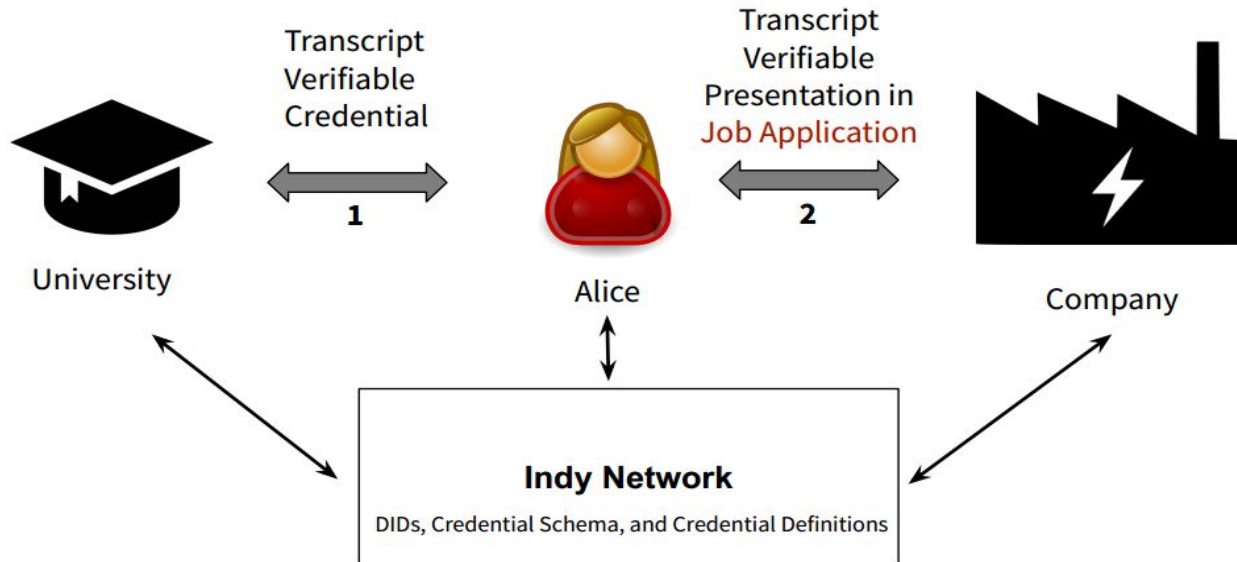 Transcript
Verifiable
Credential
1
University
Alice
Transcript
Verifiable
Presentation in
Job Application
2
Company
Indy Network
DIDs, Credential Schema, and Credential Definitions